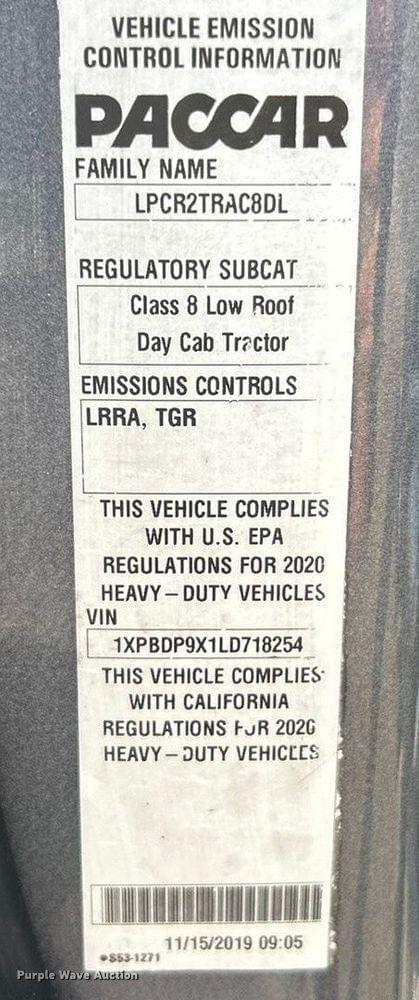 VEHICLE EMISSION
CONTROL INFORMATION
PACCAR
FAMILY NAME
LPCR2TRAC8DL
REGULATORY SUBCAT
Class 8 Low Roof
Day Cab Tractor
EMISSIONS CONTROLS
LRRA, TGR
THIS VEHICLE COMPLIES
WITH U.S. EPA
REGULATIONS FOR 2020
HEAVY-DUTY VEHICLES
VIN
1XPBDP9X1LD718254
THIS VEHICLE COMPLIES
WITH CALIFORNIA
REGULATIONS FOR 2020
HEAVY-DUTY VEHICLES
11/15/2019 09:05
S53-1271
Purple Wave Auction